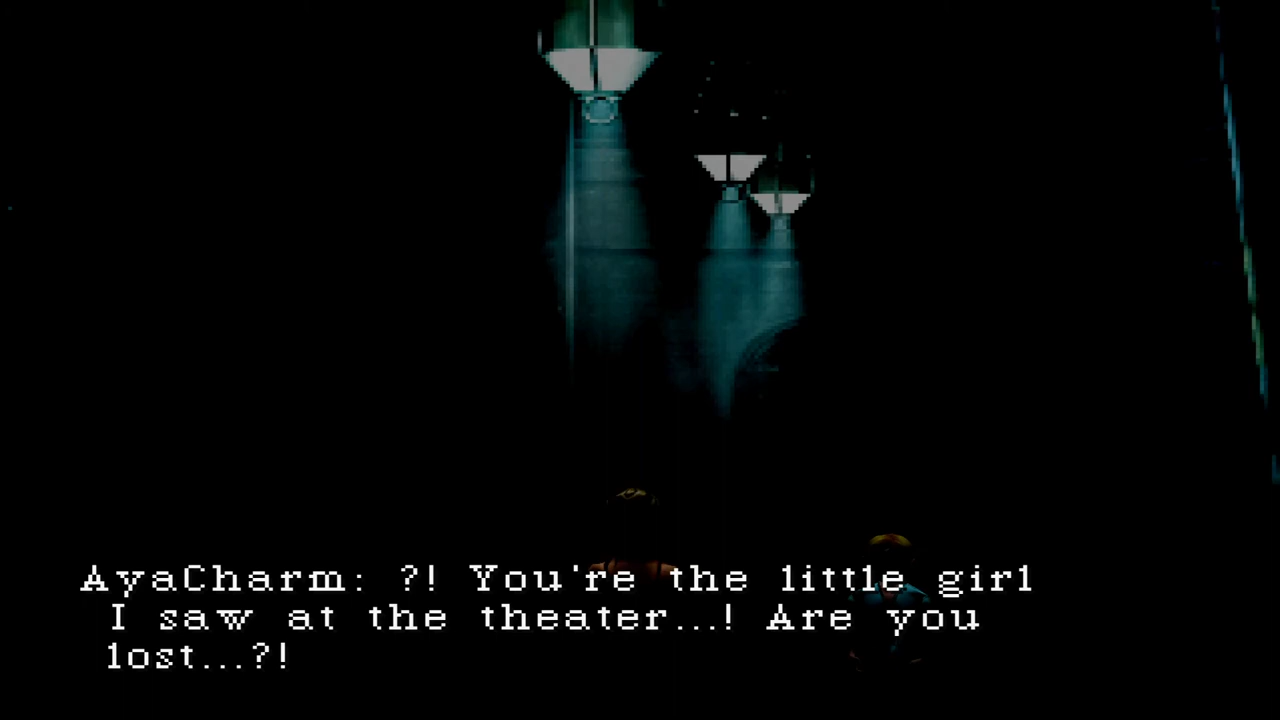 AyaCharm: ?! You're the little girl
I saw at the theater...! Are you
lost...?!